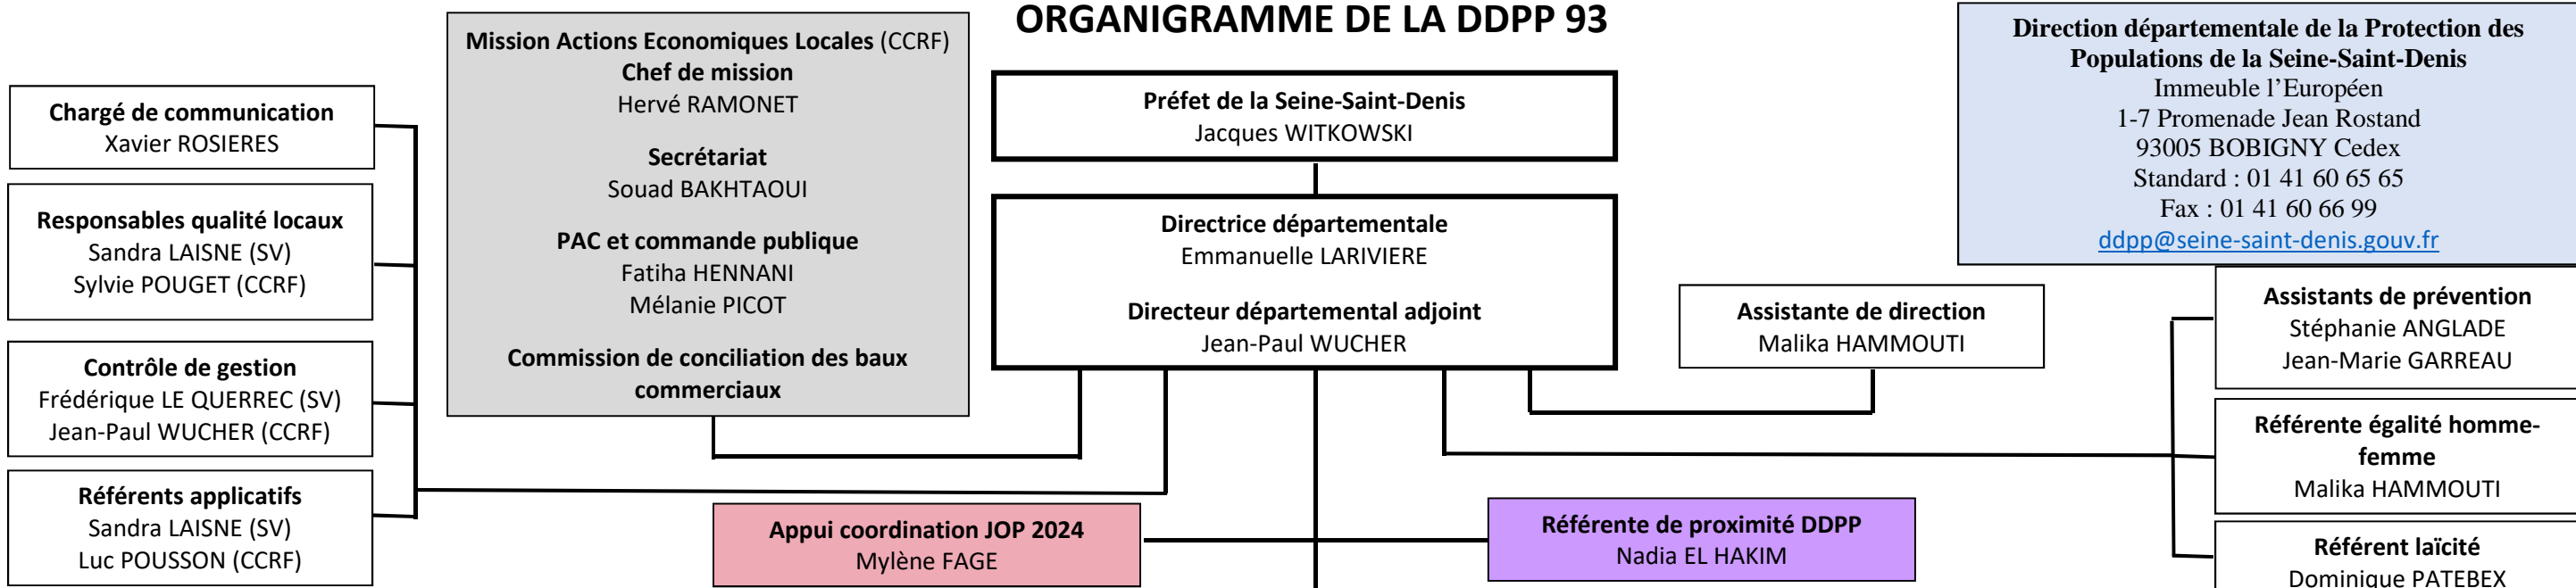 ORGANIGRAMME DE LA DDPP 93
Direction départementale de la Protection des
Populations de la Seine-Saint-Denis
Immeuble l’Européen
1-7 Promenade Jean Rostand
93005 BOBIGNY Cedex
Standard : 01 41 60 65 65
Fax : 01 41 60 66 99
ddpp@seine-saint-denis.gouv.fr
Mission Actions Economiques Locales (CCRF)
Chef de mission
Hervé RAMONET
Secrétariat
Souad BAKHTAOUI
PAC et commande publique
Fatiha HENNANI
Mélanie PICOT
Commission de conciliation des baux
commerciaux
Préfet de la Seine-Saint-Denis
Jacques WITKOWSKI
Directrice départementale
Emmanuelle LARIVIERE
Directeur départemental adjoint
Jean-Paul WUCHER
Chargé de communication
Xavier ROSIERES
Responsables qualité locaux
Sandra LAISNE (SV)
Sylvie POUGET (CCRF)
Contrôle de gestion
Frédérique LE QUERREC (SV)
Jean-Paul WUCHER (CCRF)
Référents applicatifs
Sandra LAISNE (SV)
Luc POUSSON (CCRF)
Assistante de direction
Malika HAMMOUTI
Assistants de prévention
Stéphanie ANGLADE
Jean-Marie GARREAU
Référente égalité homme-
femme
Malika HAMMOUTI
Référent laïcité
Dominique PATEBEX
Appui coordination JOP 2024
Mylène FAGE
Référente de proximité DDPP
Nadia EL HAKIM